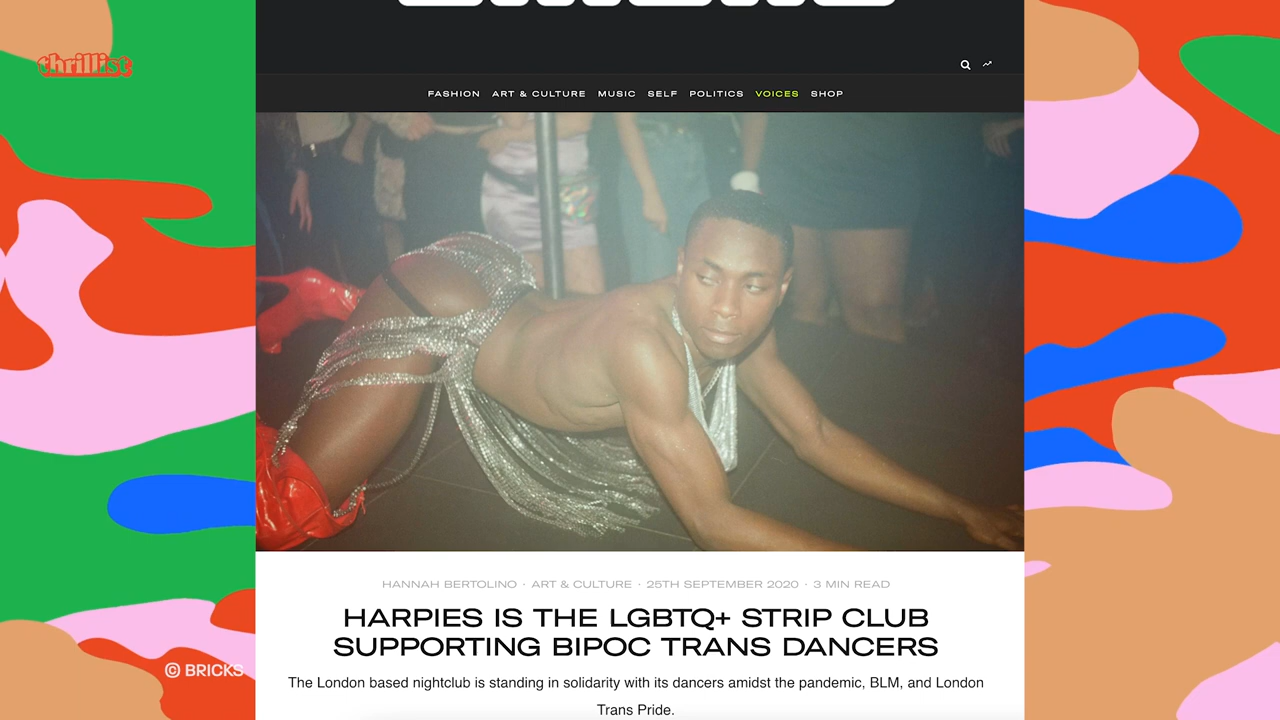 thrillist
FASHION ART & CULTURE MUSIC SELF POLITICS VOICES SHOP
HANNAH BERTOLINO · ART & CULTURE · 25TH SEPTEMBER 2020 · 3 MIN READ
HARPIES IS THE LGBTQ+ STRIP CLUB
SUPPORTING BIPOC TRANS DANCERS
The London based nightclub is standing in solidarity with its dancers amidst the pandemic, BLM, and London
Trans Pride.
© BRICKS